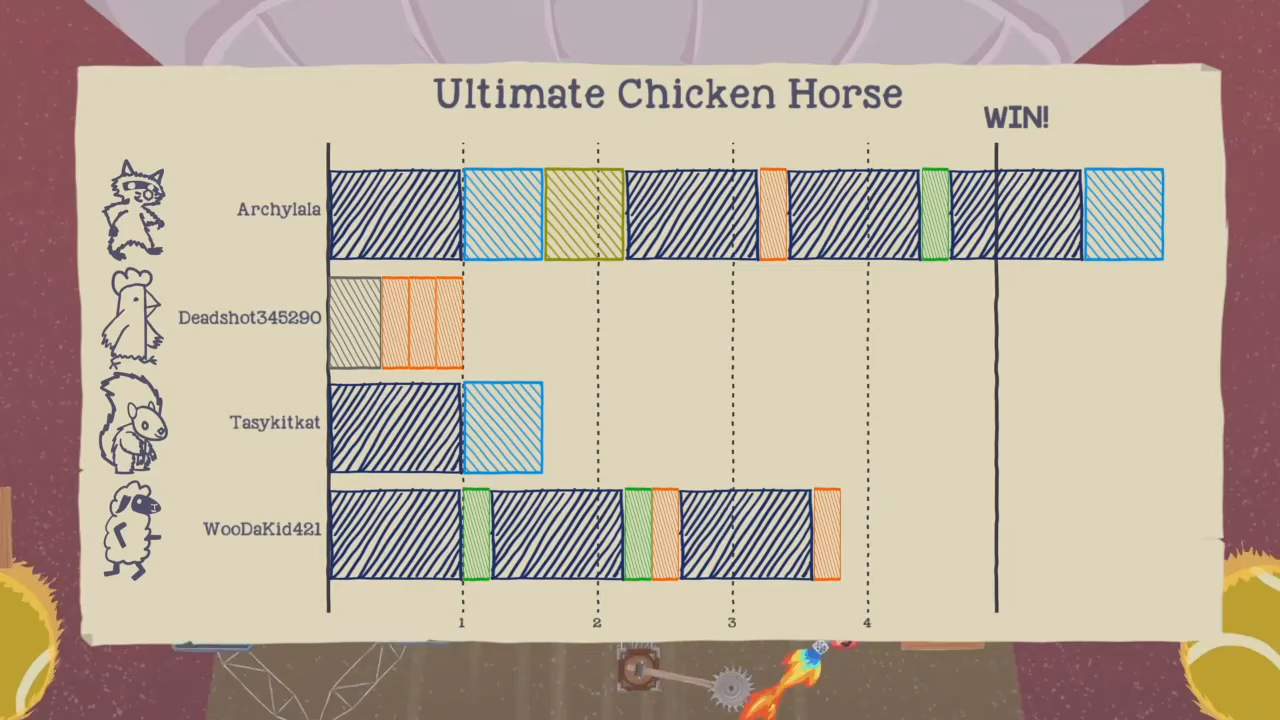 Ultimate Chicken Horse
WIN!
Archylala
Deadshot345290
Tasykitkat
WooDaKid421
1 2 3 4